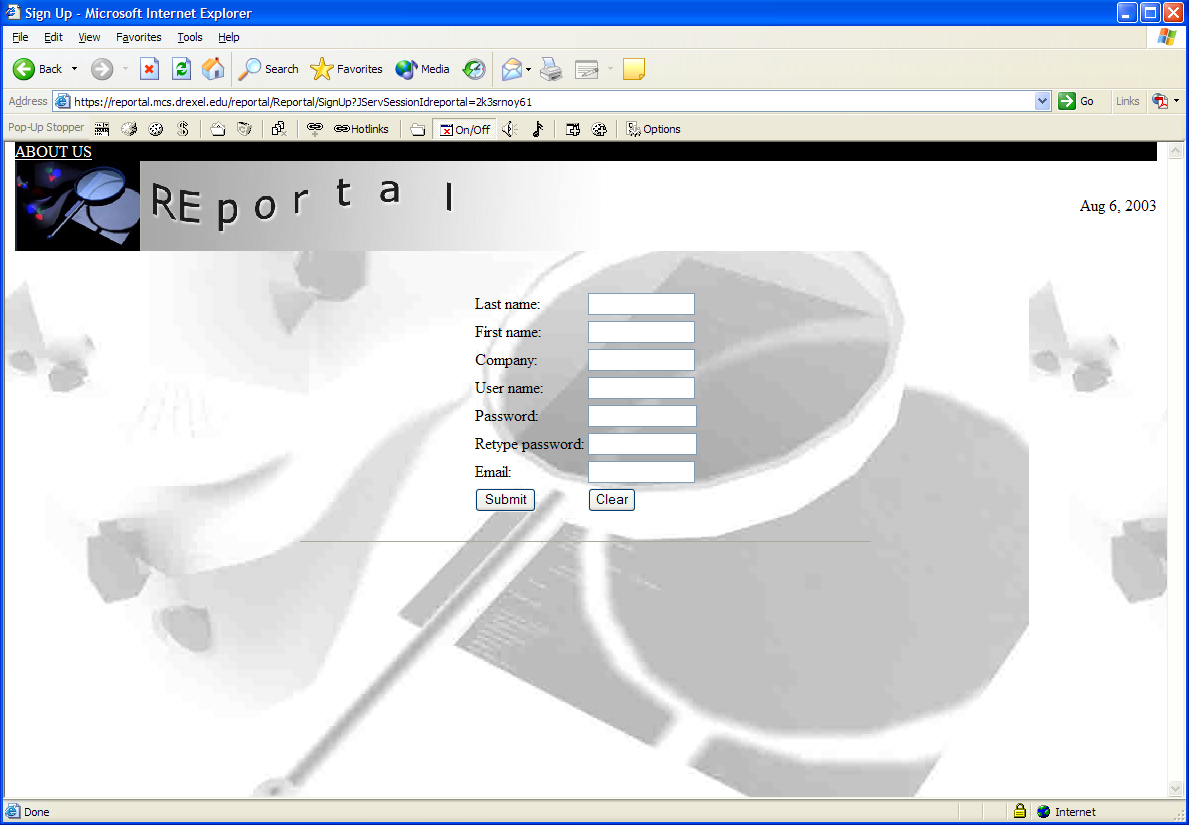 Sign Up - Microsoft Internet Explorer
File Edit View Favorites Tools Help
Back Search Favorites Media
Address https://reportal.mcs.drexel.edu/reportal/Reportal/SignUp?JServSessionIdreportal=2k3srnoy61 Go Links
Pop-Up Stopper Hotlinks On/Off Options
ABOUT US
REportal
Aug 6, 2003
Last name:
First name:
Company:
User name:
Password:
Retype password:
Email:
Submit Clear
Done Internet